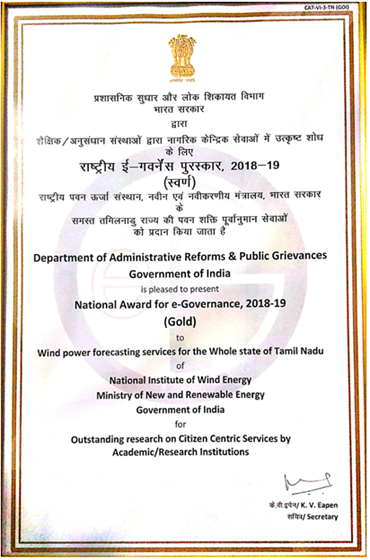 CAT-VI-3-TN (GOI)
प्रशासनिक सुधार और लोक शिकायत विभाग
भारत सरकार
द्वारा
शैक्षिक/अनुसंधान संस्थाओं द्वारा नागरिक केन्द्रिक सेवाओं में उत्कृष्ट शोध
के लिए
राष्ट्रीय ई–गवर्नेंस पुरस्कार, 2018–19
(स्वर्ण)
राष्ट्रीय पवन ऊर्जा संस्थान, नवीन एवं नवीकरणीय मंत्रालय, भारत सरकार
के
समस्त तमिलनाडु राज्य की पवन शक्ति पूर्वानुमान सेवाओं
को प्रदान किया जाता है
Department of Administrative Reforms & Public Grievances
Government of India
is pleased to present
National Award for e-Governance, 2018-19
(Gold)
to
Wind power forecasting services for the Whole state of Tamil Nadu
of
National Institute of Wind Energy
Ministry of New and Renewable Energy
Government of India
for
Outstanding research on Citizen Centric Services by
Academic/Research Institutions
के.वी.इपेन/ K. V. Eapen
सचिव/ Secretary